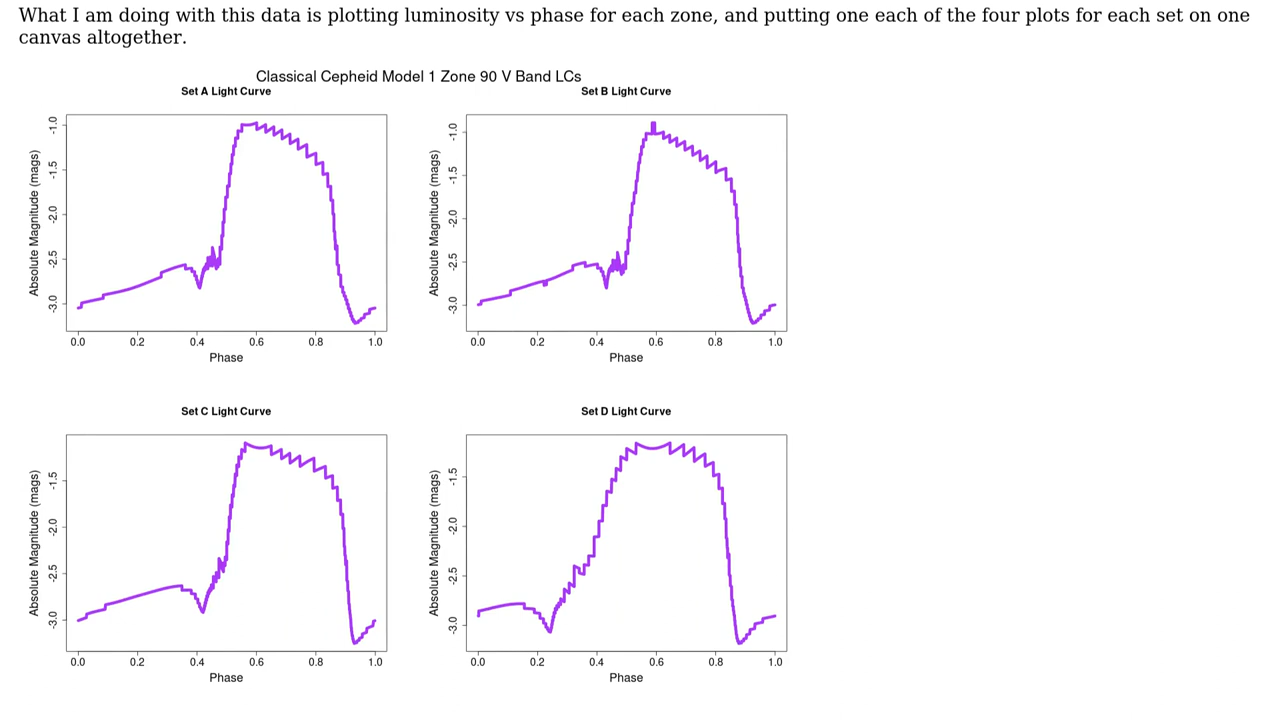 What I am doing with this data is plotting luminosity vs phase for each zone, and putting one each of the four plots for each set on one
canvas altogether.
Classical Cepheid Model 1 Zone 90 V Band LCs
Set A Light Curve
Absolute Magnitude (mags)
-1.0
-1.5
-2.0
-2.5
-3.0
0.0 0.2 0.4 0.6 0.8 1.0
Phase
Set B Light Curve
Absolute Magnitude (mags)
-1.0
-1.5
-2.0
-2.5
-3.0
0.0 0.2 0.4 0.6 0.8 1.0
Phase
Set C Light Curve
Absolute Magnitude (mags)
-1.5
-2.0
-2.5
-3.0
0.0 0.2 0.4 0.6 0.8 1.0
Phase
Set D Light Curve
Absolute Magnitude (mags)
-1.5
-2.0
-2.5
-3.0
0.0 0.2 0.4 0.6 0.8 1.0
Phase